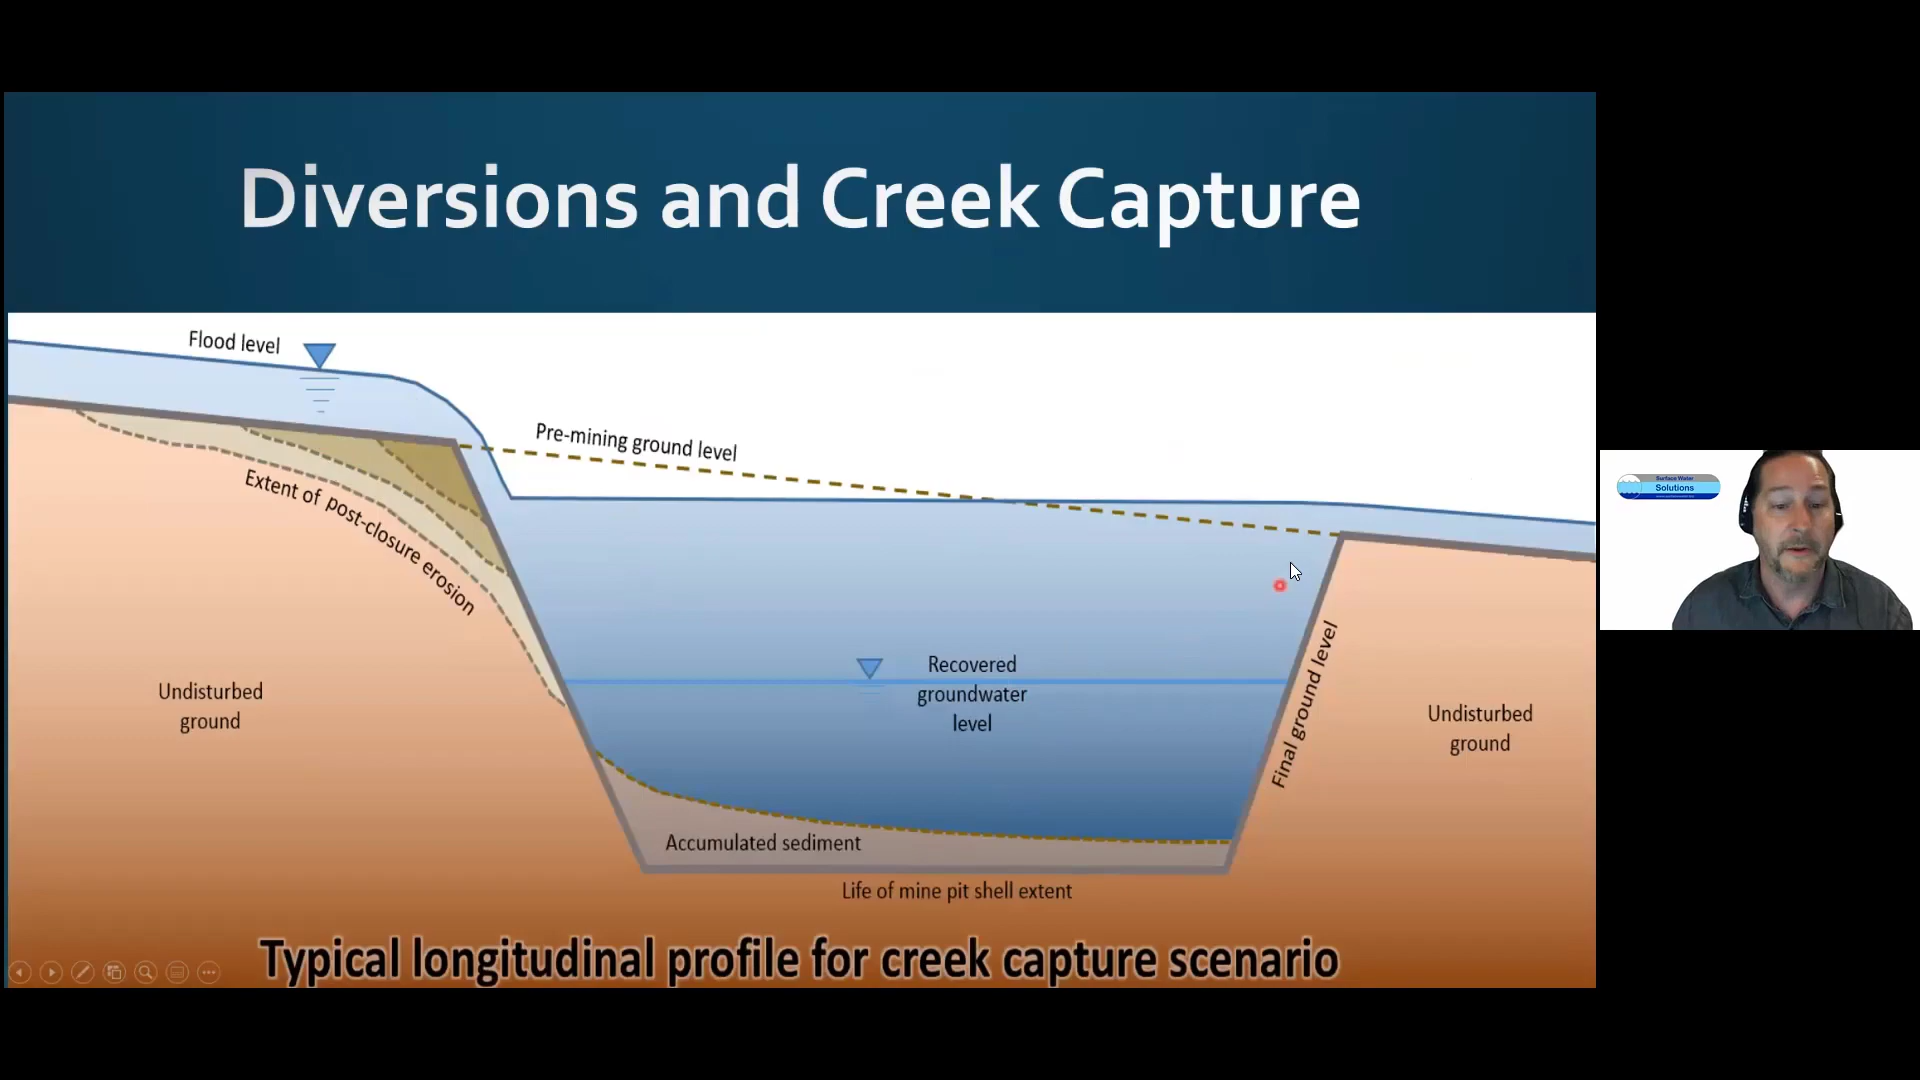 Diversions and Creek Capture
Flood level
Pre-mining ground level
Extent of post-closure erosion
Recovered
groundwater
level
Undisturbed
ground
Final ground level
Undisturbed
ground
Accumulated sediment
Life of mine pit shell extent
Typical longitudinal profile for creek capture scenario
Surface Water
Solutions